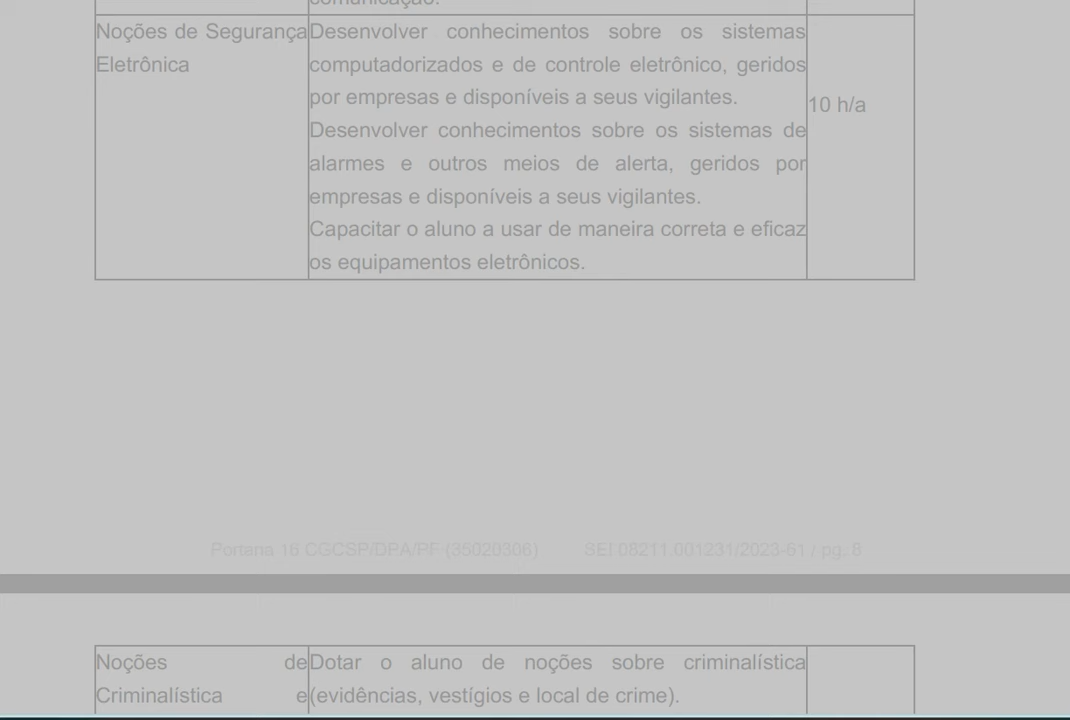 comunicação.
Noções de Segurança
Eletrônica
Desenvolver conhecimentos sobre os sistemas
computadorizados e de controle eletrônico, geridos
por empresas e disponíveis a seus vigilantes.
Desenvolver conhecimentos sobre os sistemas de
alarmes e outros meios de alerta, geridos por
empresas e disponíveis a seus vigilantes.
Capacitar o aluno a usar de maneira correta e eficaz
os equipamentos eletrônicos.
10 h/a
Portaria 16 CGCSP/DPA/PF (35020306) SEI 08211.001231/2023-61 / pg. 8
Noções de
Criminalística e
Dotar o aluno de noções sobre criminalística
(evidências, vestígios e local de crime).